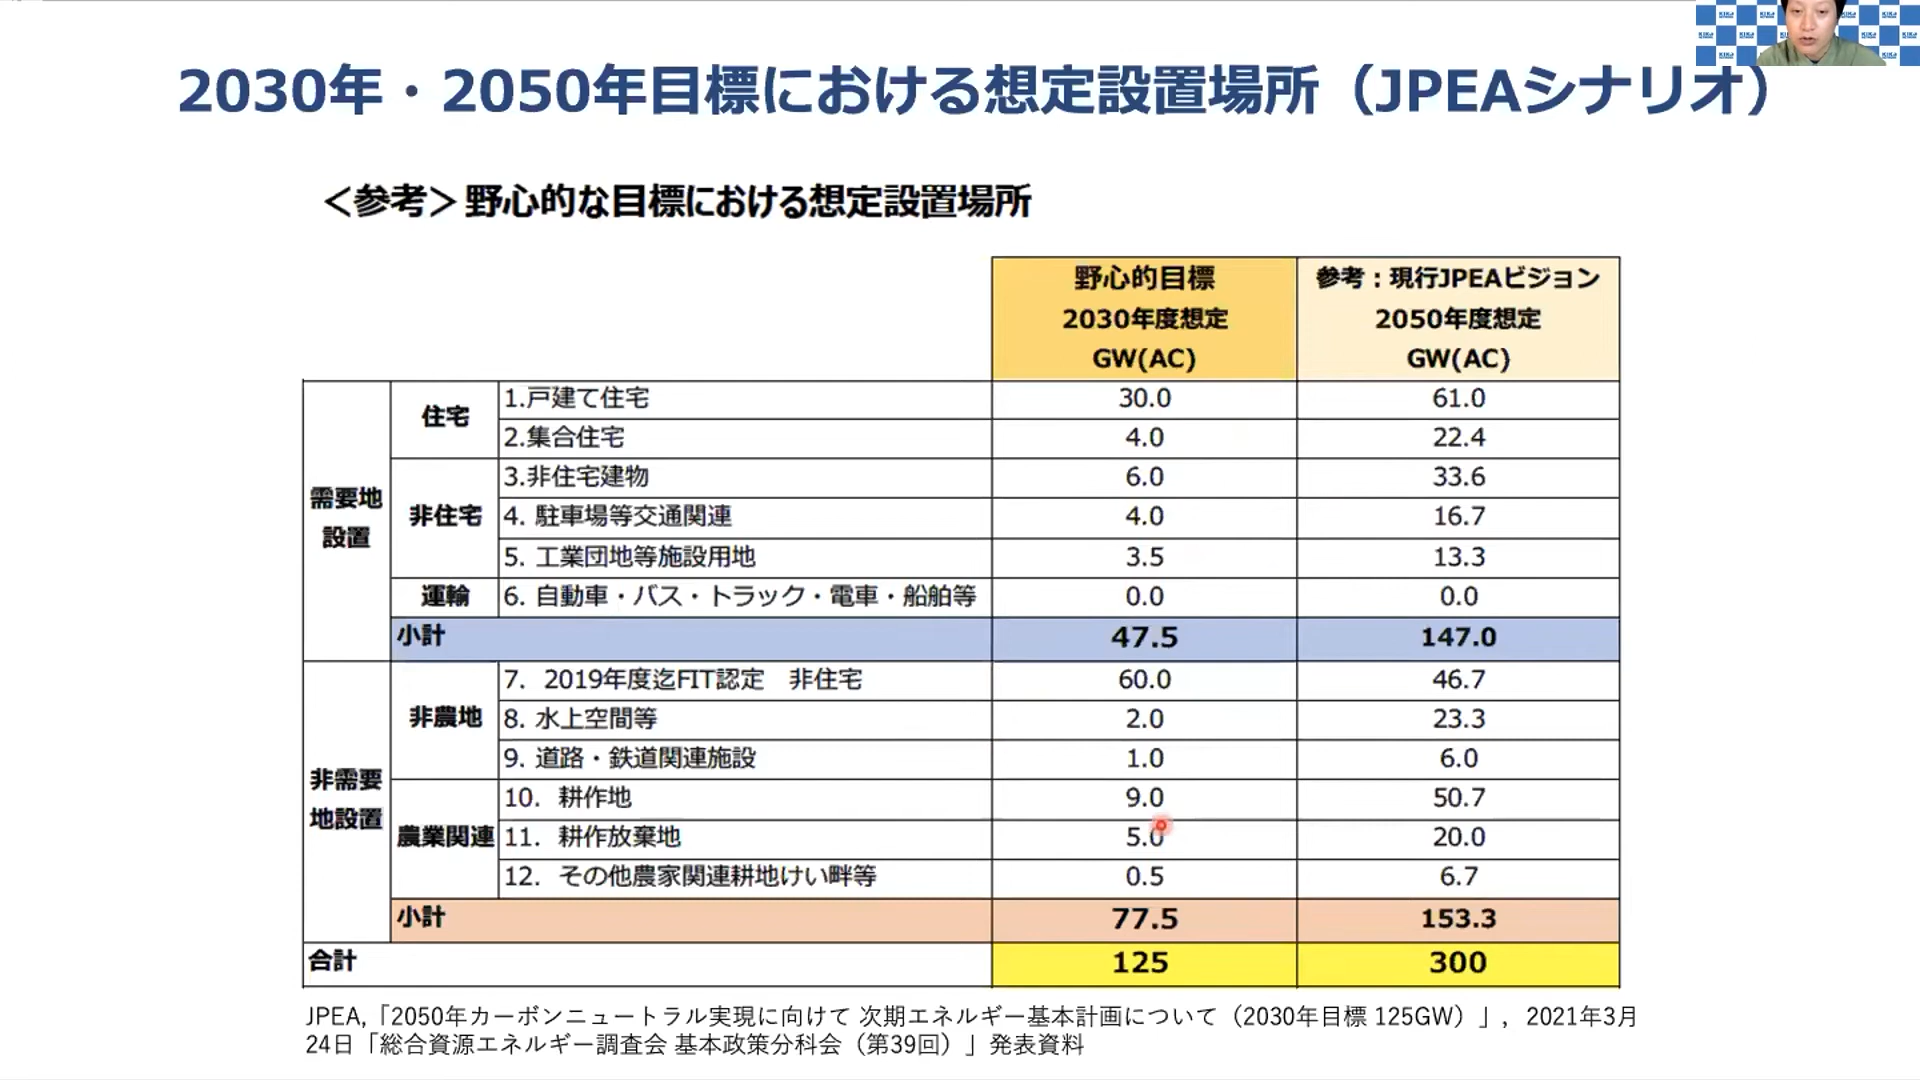 2030年・2050年目標における想定設置場所（JPEAシナリオ）
＜参考＞野心的な目標における想定設置場所
野心的目標
2030年度想定
GW(AC)
参考：現行JPEAビジョン
2050年度想定
GW(AC)
需要地
設置
住宅
1.戸建て住宅 30.0 61.0
2.集合住宅 4.0 22.4
非住宅
3.非住宅建物 6.0 33.6
4. 駐車場等交通関連 4.0 16.7
5. 工業団地等施設用地 3.5 13.3
運輸
6. 自動車・バス・トラック・電車・船舶等 0.0 0.0
小計 47.5 147.0
非需要
地設置
非農地
7. 2019年度迄FIT認定　非住宅 60.0 46.7
8. 水上空間等 2.0 23.3
9. 道路・鉄道関連施設 1.0 6.0
農業関連
10. 耕作地 9.0 50.7
11. 耕作放棄地 5.0 20.0
12. その他農家関連耕地けい畔等 0.5 6.7
小計 77.5 153.3
合計 125 300
JPEA,「2050年カーボンニュートラル実現に向けて 次期エネルギー基本計画について（2030年目標 125GW）」, 2021年3月
24日「総合資源エネルギー調査会 基本政策分科会（第39回）」発表資料